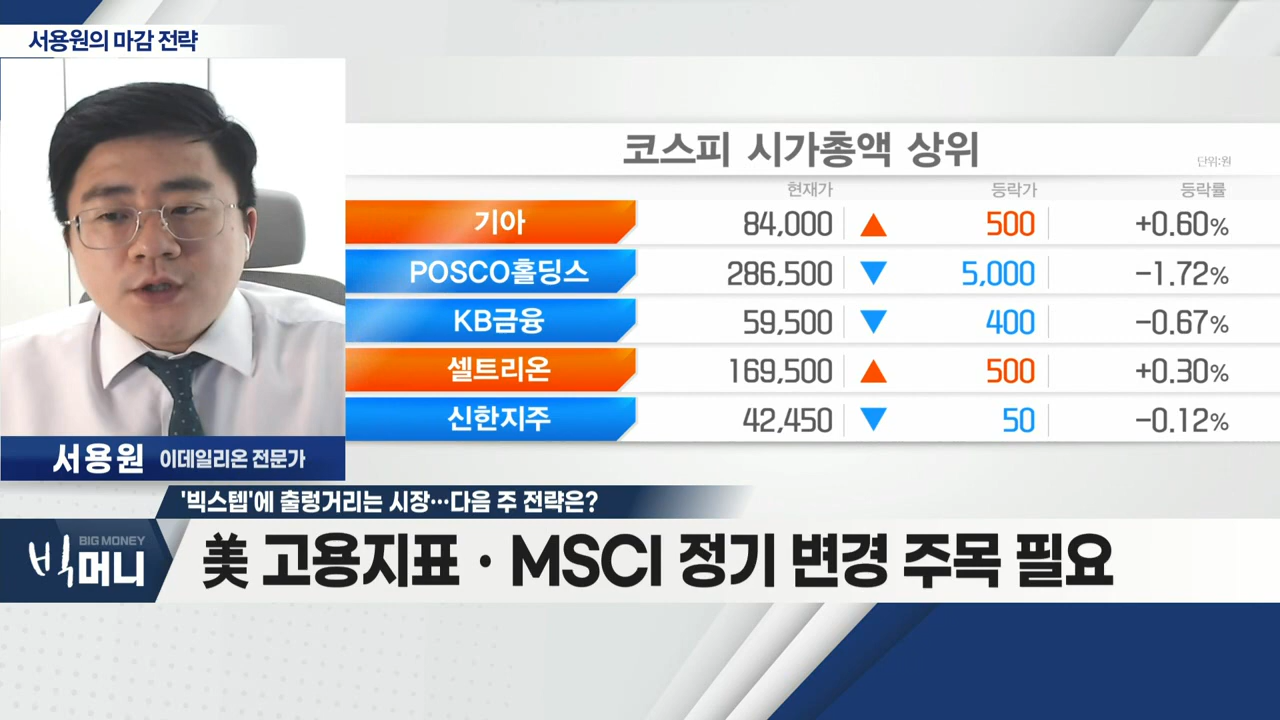 서용원의 마감 전략
코스피 시가총액 상위
단위:원
현재가 등락가 등락률
기아 84,000 ▲ 500 +0.60%
POSCO홀딩스 286,500 ▼ 5,000 -1.72%
KB금융 59,500 ▼ 400 -0.67%
셀트리온 169,500 ▲ 500 +0.30%
신한지주 42,450 ▼ 50 -0.12%
서용원 이데일리온 전문가
'빅스텝'에 출렁거리는 시장…다음 주 전략은?
BIG MONEY
빅머니
美 고용지표·MSCI 정기 변경 주목 필요